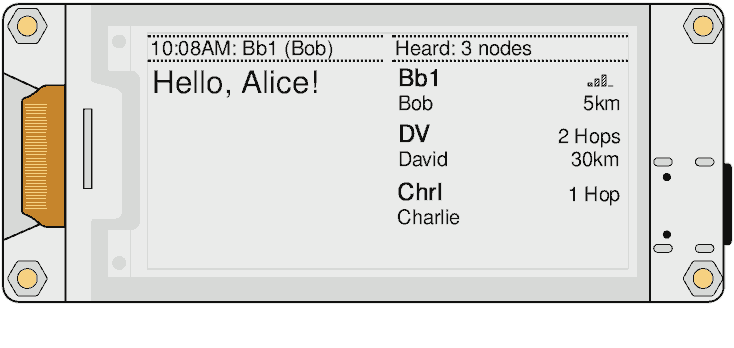 10:08AM: Bb1 (Bob)
Hello, Alice!
Heard: 3 nodes
Bb1
Bob 5km
DV 2 Hops
David 30km
Chrl 1 Hop
Charlie